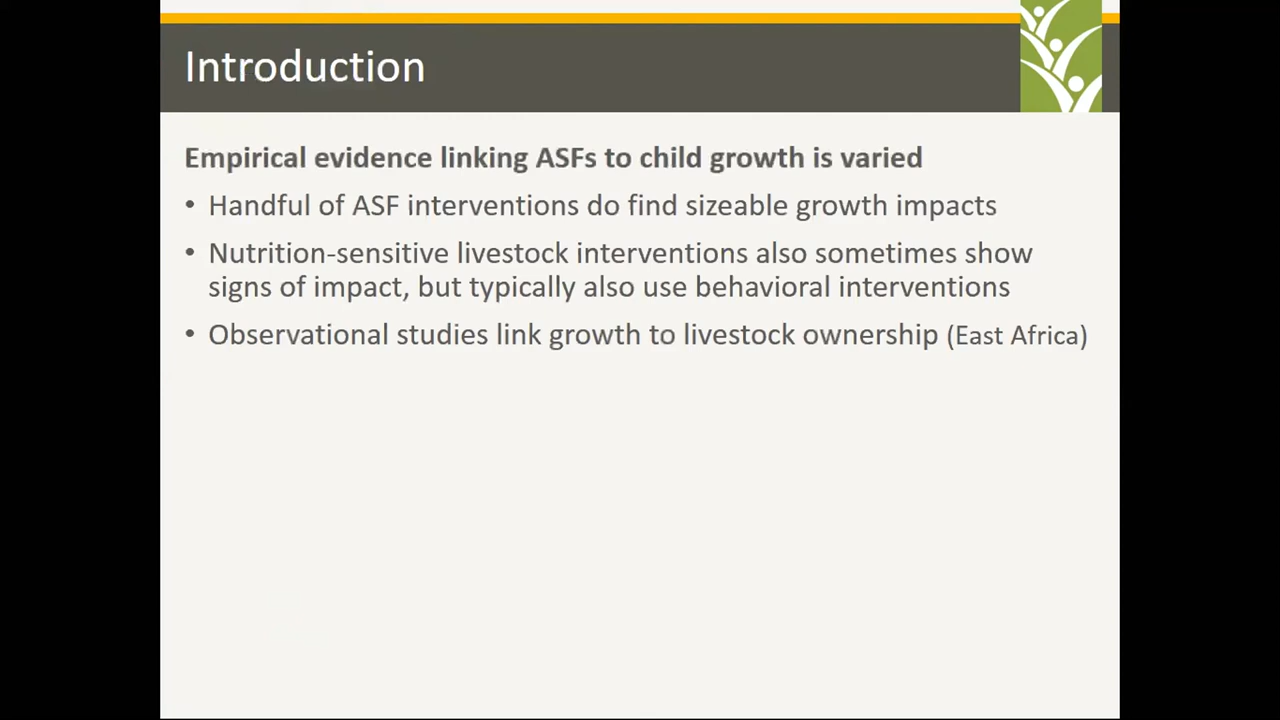 Introduction
Empirical evidence linking ASFs to child growth is varied
• Handful of ASF interventions do find sizeable growth impacts
• Nutrition-sensitive livestock interventions also sometimes show
signs of impact, but typically also use behavioral interventions
• Observational studies link growth to livestock ownership (East Africa)